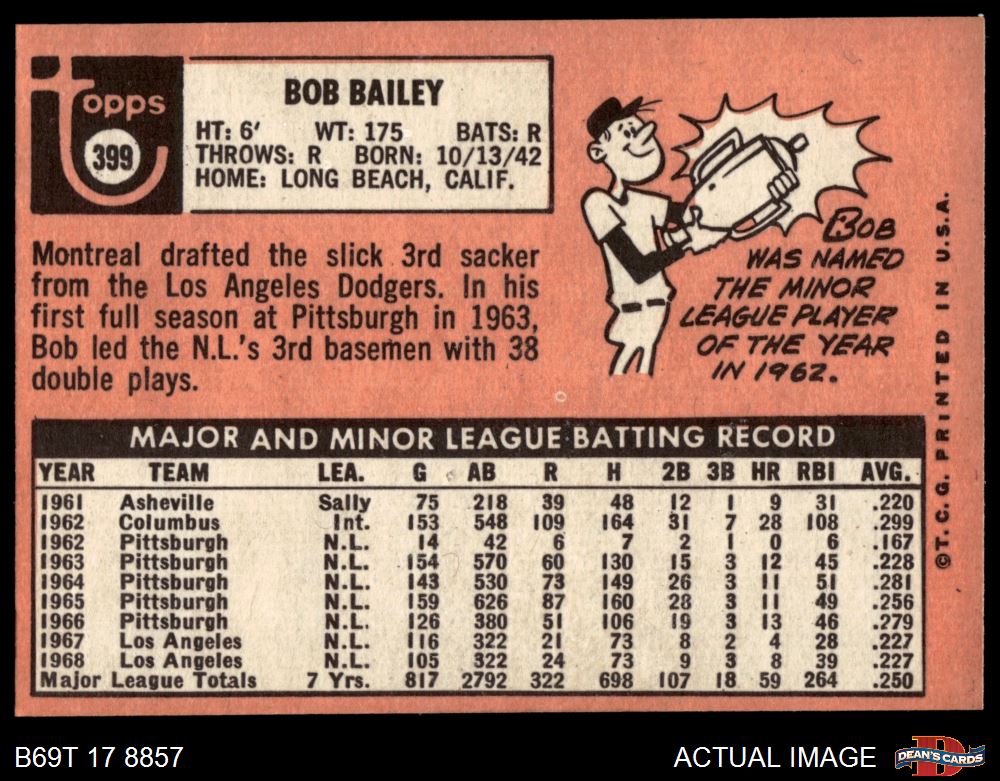 topps
399
BOB BAILEY
HT: 6' WT: 175 BATS: R
THROWS: R BORN: 10/13/42
HOME: LONG BEACH, CALIF.
Montreal drafted the slick 3rd sacker
from the Los Angeles Dodgers. In his
first full season at Pittsburgh in 1963,
Bob led the N.L.'s 3rd basemen with 38
double plays.
BOB
WAS NAMED
THE MINOR
LEAGUE PLAYER
OF THE YEAR
IN 1962.
©T.C.G. PRINTED IN U.S.A.
MAJOR AND MINOR LEAGUE BATTING RECORD
YEAR TEAM LEA. G AB R H 2B 3B HR RBI AVG.
1961 Asheville Sally 75 218 39 48 12 1 9 31 .220
1962 Columbus Int. 153 548 109 164 31 7 28 108 .299
1962 Pittsburgh N.L. 14 42 6 7 2 1 0 6 .167
1963 Pittsburgh N.L. 154 570 60 130 15 3 12 45 .228
1964 Pittsburgh N.L. 143 530 73 149 26 3 11 51 .281
1965 Pittsburgh N.L. 159 626 87 160 28 3 11 49 .256
1966 Pittsburgh N.L. 126 380 51 106 19 3 13 46 .279
1967 Los Angeles N.L. 116 322 21 73 8 2 4 28 .227
1968 Los Angeles N.L. 105 322 24 73 9 3 8 39 .227
Major League Totals 7 Yrs. 817 2792 322 698 107 18 59 264 .250
B69T 17 8857
ACTUAL IMAGE
D
DEAN'S CARDS